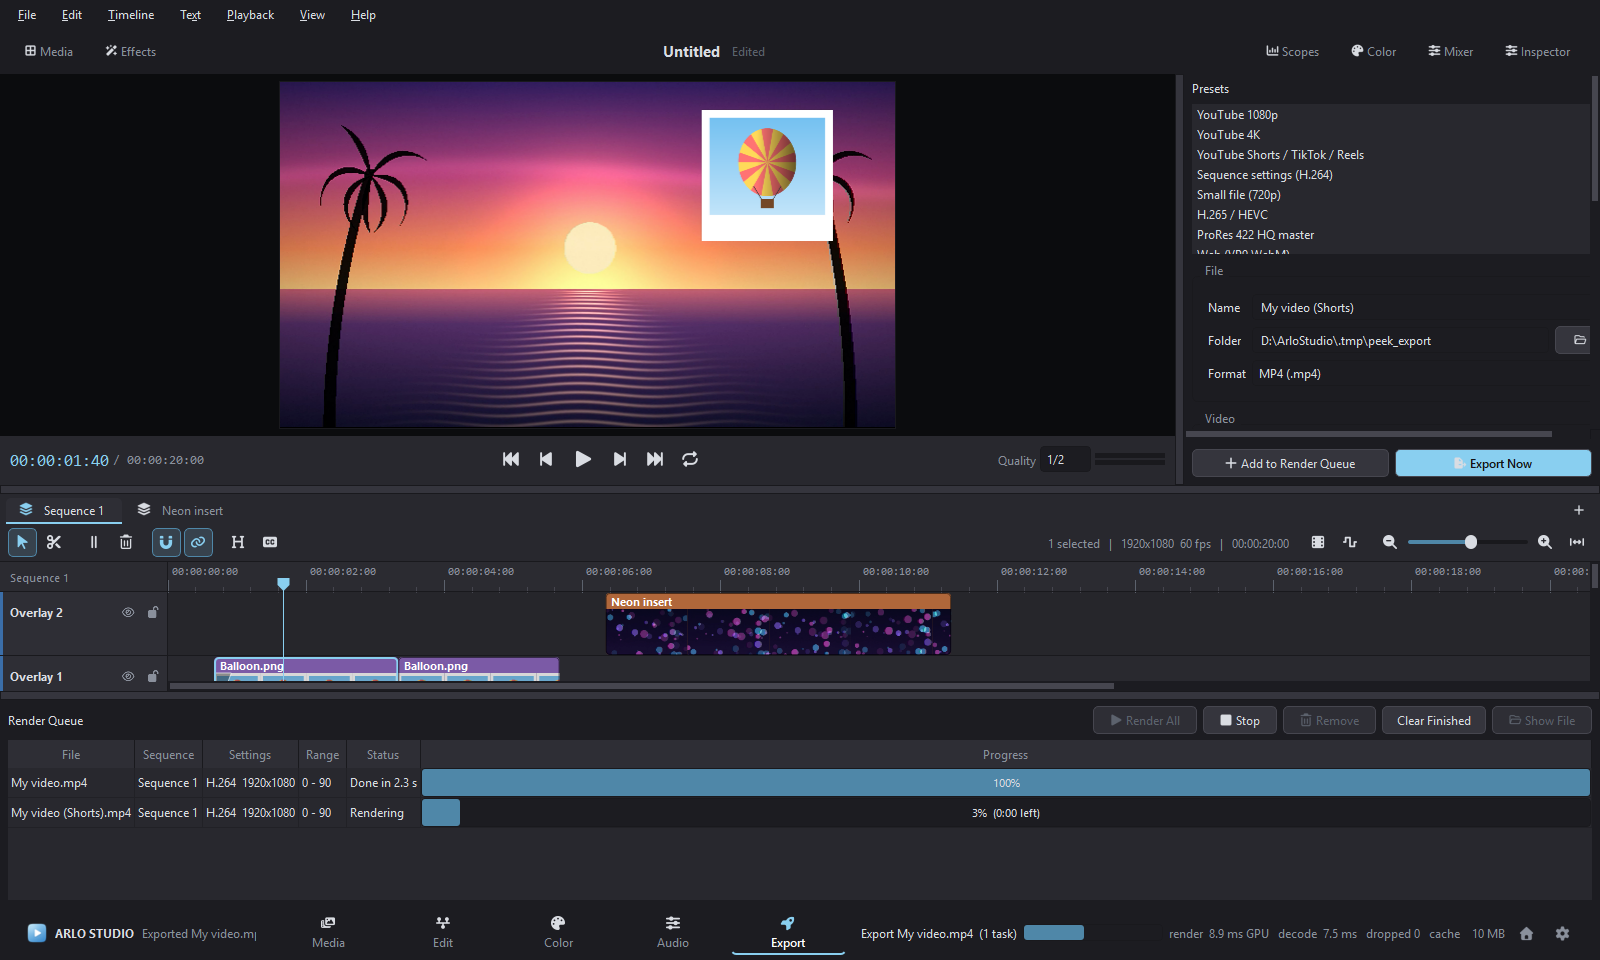 File Edit Timeline Text Playback View Help
Media Effects Untitled Edited Scopes Color Mixer Inspector
Presets
YouTube 1080p
YouTube 4K
YouTube Shorts / TikTok / Reels
Sequence settings (H.264)
Small file (720p)
H.265 / HEVC
ProRes 422 HQ master
Web (VP9 WebM)
File
Name My video (Shorts)
Folder D:\ArloStudio\.tmp\peek_export
Format MP4 (.mp4)
Video
00:00:01:40 / 00:00:20:00 Quality 1/2
Add to Render Queue Export Now
Sequence 1 Neon insert
1 selected | 1920x1080 60 fps | 00:00:20:00
Sequence 1 00:00:00:00 00:00:02:00 00:00:04:00 00:00:06:00 00:00:08:00 00:00:10:00 00:00:12:00 00:00:14:00 00:00:16:00 00:00:18:00 00:00:
Overlay 2 Neon insert
Overlay 1 Balloon.png Balloon.png
Render Queue Render All Stop Remove Clear Finished Show File
File Sequence Settings Range Status Progress
My video.mp4 Sequence 1 H.264 1920x1080 0 - 90 Done in 2.3 s 100%
My video (Shorts).mp4 Sequence 1 H.264 1920x1080 0 - 90 Rendering 3% (0:00 left)
ARLO STUDIO Exported My video.m Media Edit Color Audio Export Export My video.mp4 (1 task) render 8.9 ms GPU decode 7.5 ms dropped 0 cache 10 MB